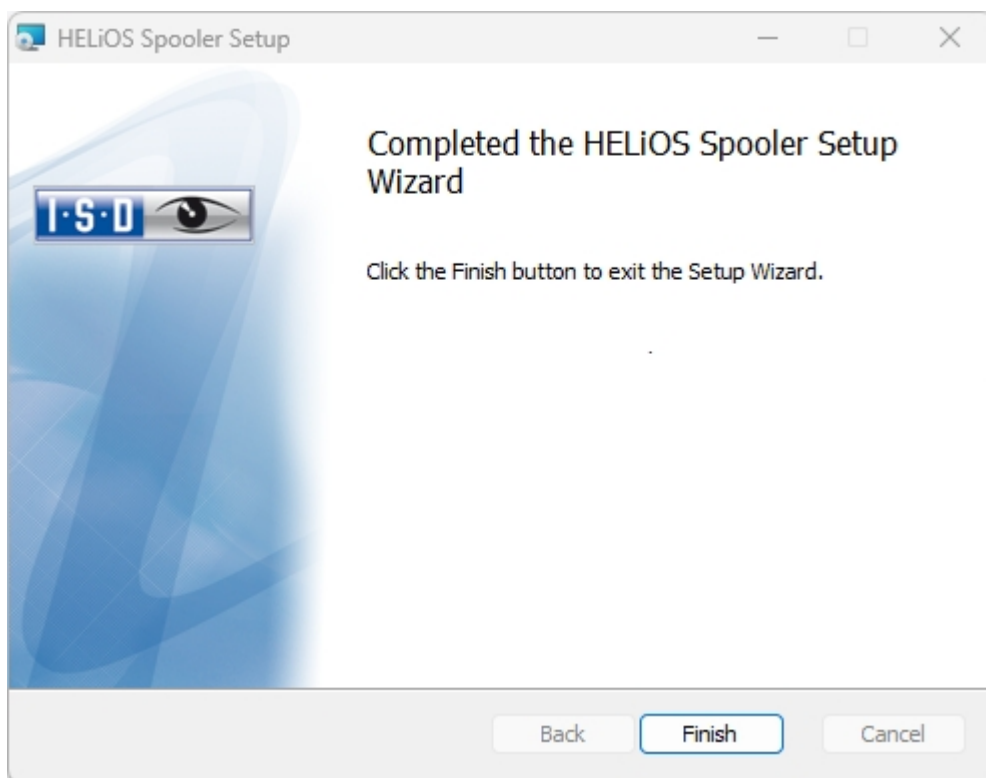 HELiOS Spooler Setup
Completed the HELiOS Spooler Setup
Wizard
I·S·D
Click the Finish button to exit the Setup Wizard.
Back
Finish
Cancel